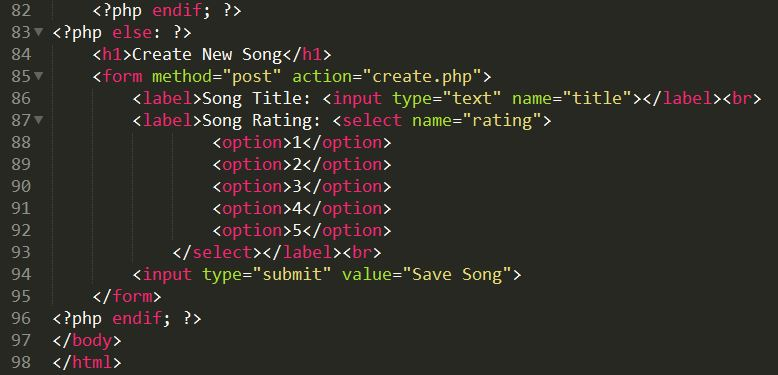 82 <?php endif; ?>
83 <?php else: ?>
84 <h1>Create New Song</h1>
85 <form method="post" action="create.php">
86 <label>Song Title: <input type="text" name="title"></label><br>
87 <label>Song Rating: <select name="rating">
88 <option>1</option>
89 <option>2</option>
90 <option>3</option>
91 <option>4</option>
92 <option>5</option>
93 </select></label><br>
94 <input type="submit" value="Save Song">
95 </form>
96 <?php endif; ?>
97 </body>
98 </html>